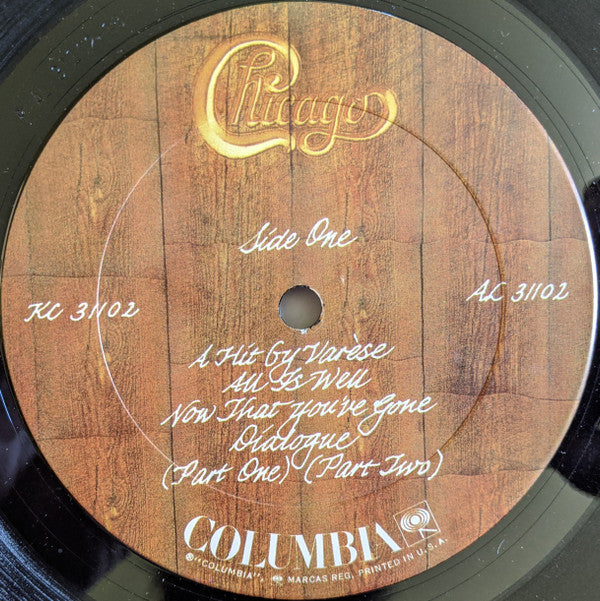 Chicago
Side One
KC 31102
AL 31102
A Hit By Varèse
All Is Well
Now That You've Gone
Dialogue
(Part One) (Part Two)
COLUMBIA
℗"COLUMBIA", MARCAS REG. PRINTED IN U.S.A.